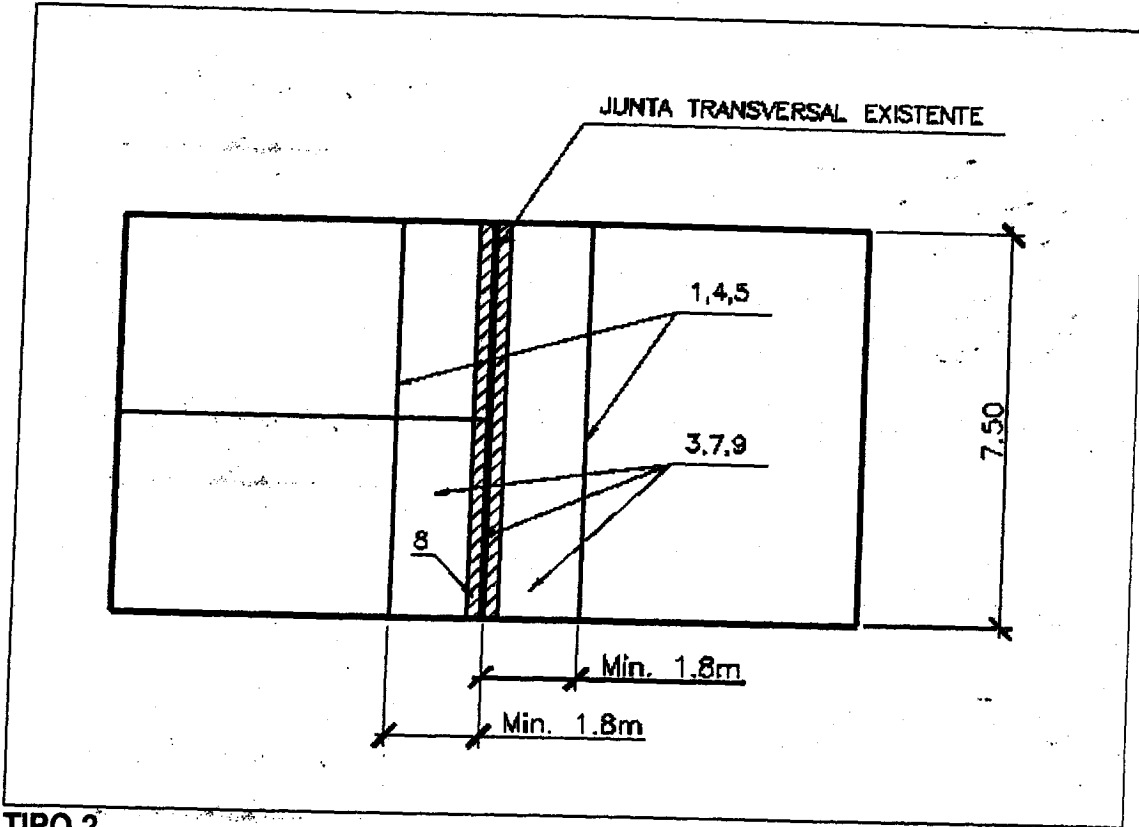 JUNTA TRANSVERSAL EXISTENTE
1,4,5
3,7,9
7.50
8
Min. 1.8m
Min. 1.8m
TIPO 2